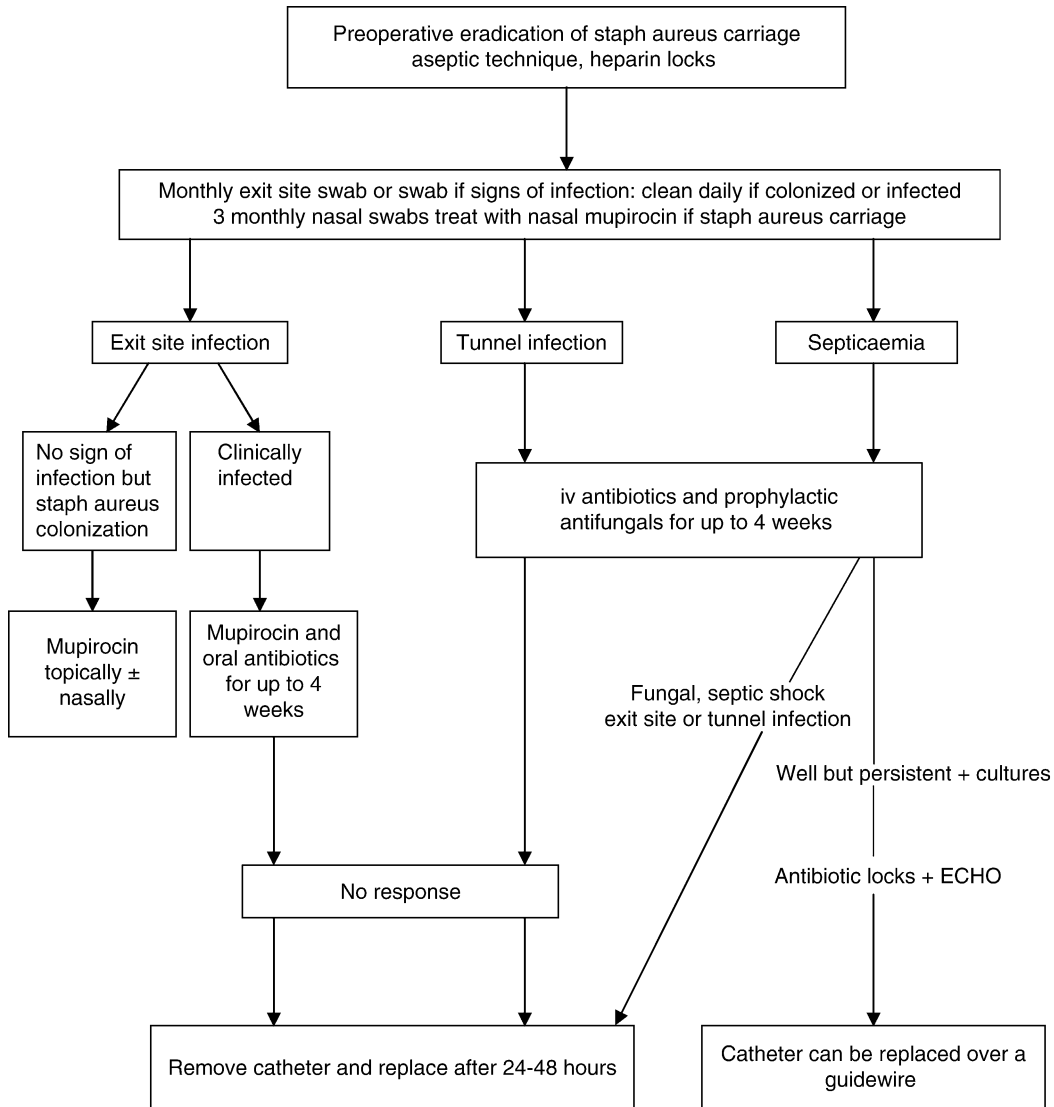 Preoperative eradication of staph aureus carriage
aseptic technique, heparin locks
Monthly exit site swab or swab if signs of infection: clean daily if colonized or infected
3 monthly nasal swabs treat with nasal mupirocin if staph aureus carriage
Exit site infection
Tunnel infection
Septicaemia
No sign of
infection but
staph aureus
colonization
Clinically
infected
iv antibiotics and prophylactic
antifungals for up to 4 weeks
Mupirocin
topically ±
nasally
Mupirocin and
oral antibiotics
for up to 4
weeks
Fungal, septic shock
exit site or tunnel infection
Well but persistent + cultures
Antibiotic locks + ECHO
No response
Remove catheter and replace after 24-48 hours
Catheter can be replaced over a
guidewire